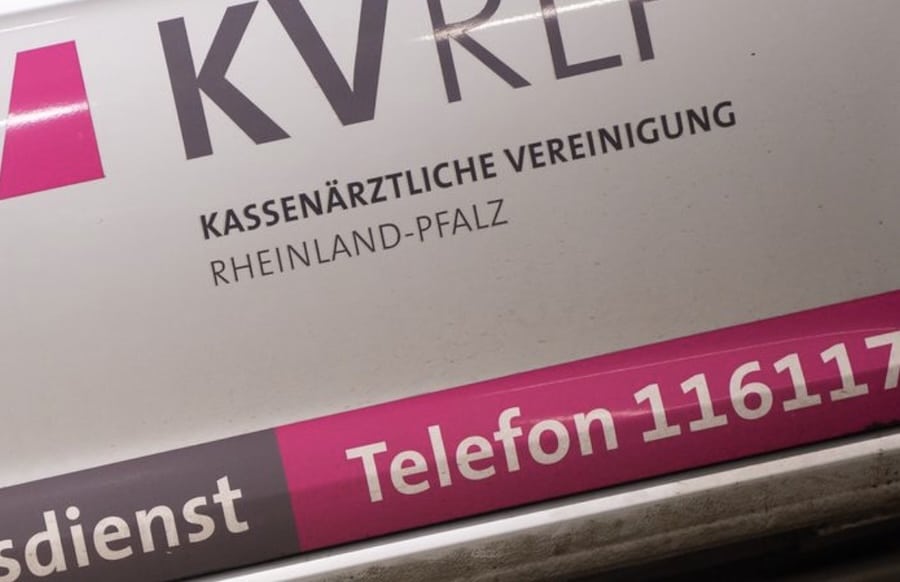 KVRLP
KASSENÄRZTLICHE VEREINIGUNG
RHEINLAND-PFALZ
sdienst Telefon 116117